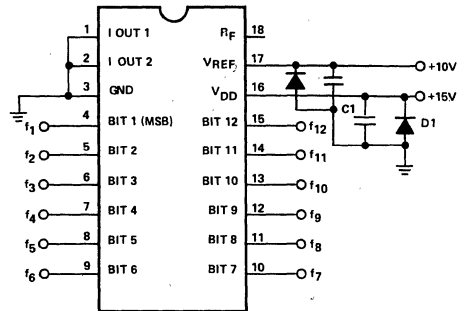 1 I OUT 1 R_F 18
2 I OUT 2 V_REF 17 +10V
3 GND V_DD 16 +15V
C1 D1
f1 4 BIT 1 (MSB) BIT 12 15 f12
f2 5 BIT 2 BIT 11 14 f11
f3 6 BIT 3 BIT 10 13 f10
f4 7 BIT 4 BIT 9 12 f9
f5 8 BIT 5 BIT 8 11 f8
f6 9 BIT 6 BIT 7 10 f7